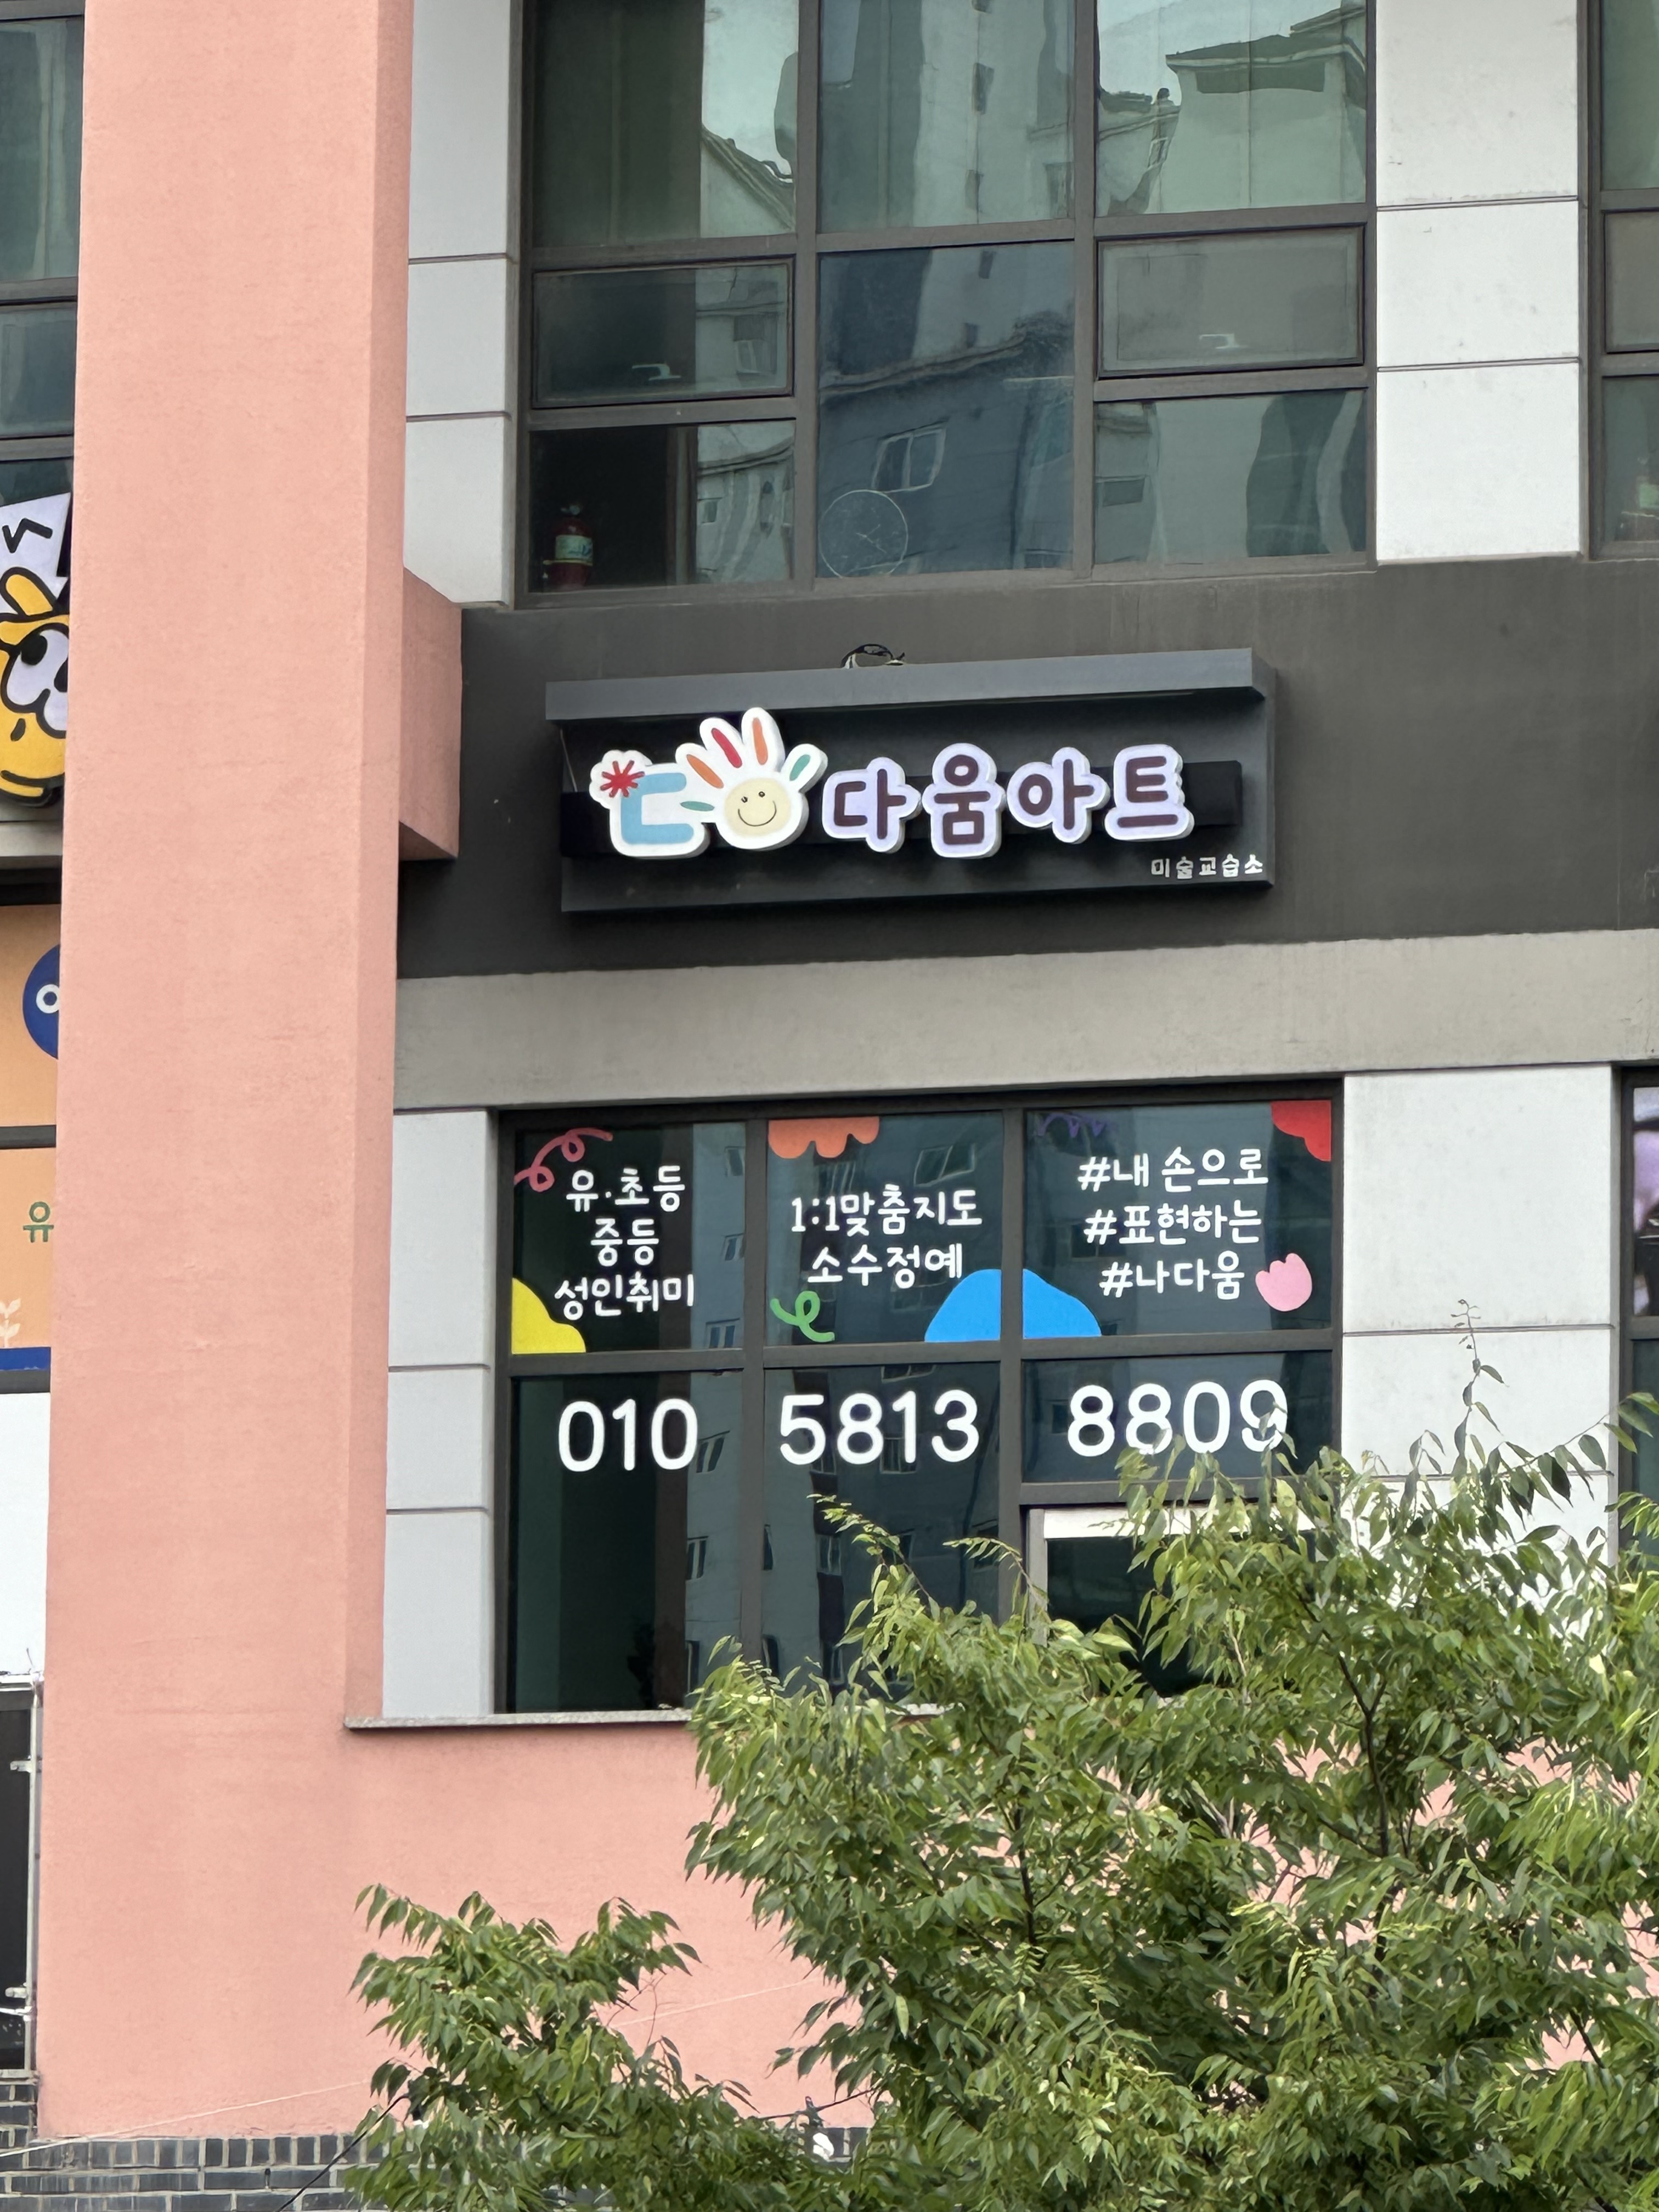 ㄷㅇ 다움아트
미술교습소
유·초등
중등
성인취미
1:1맞춤지도
소수정예
#내 손으로
#표현하는
#나다움
010 5813 8809
유